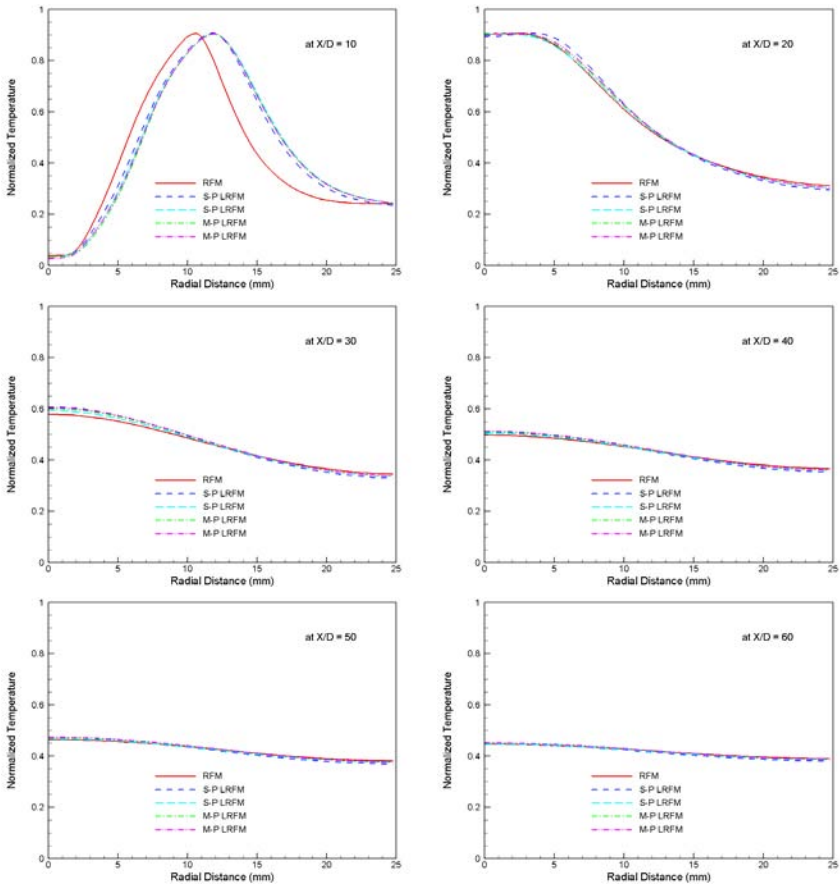 1
0.8
0.6
0.4
0.2
0
Normalized Temperature
at X/D = 10
RFM
S-P LRFM
S-P LRFM
M-P LRFM
M-P LRFM
0 5 10 15 20 25
Radial Distance (mm)
1
0.8
0.6
0.4
0.2
0
Normalized Temperature
at X/D = 20
RFM
S-P LRFM
S-P LRFM
M-P LRFM
M-P LRFM
0 5 10 15 20 25
Radial Distance (mm)
1
0.8
0.6
0.4
0.2
0
Normalized Temperature
at X/D = 30
RFM
S-P LRFM
S-P LRFM
M-P LRFM
M-P LRFM
0 5 10 15 20 25
Radial Distance (mm)
1
0.8
0.6
0.4
0.2
0
Normalized Temperature
at X/D = 40
RFM
S-P LRFM
S-P LRFM
M-P LRFM
M-P LRFM
0 5 10 15 20 25
Radial Distance (mm)
1
0.8
0.6
0.4
0.2
0
Normalized Temperature
at X/D = 50
RFM
S-P LRFM
S-P LRFM
M-P LRFM
M-P LRFM
0 5 10 15 20 25
Radial Distance (mm)
1
0.8
0.6
0.4
0.2
0
Normalized Temperature
at X/D = 60
RFM
S-P LRFM
S-P LRFM
M-P LRFM
M-P LRFM
0 5 10 15 20 25
Radial Distance (mm)